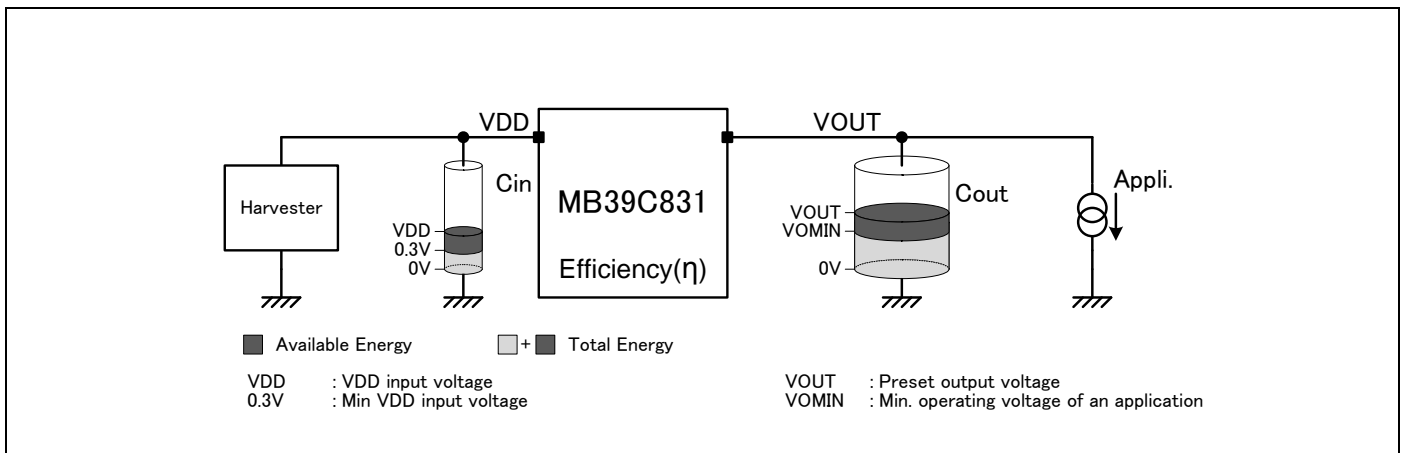 VDD
VOUT
Harvester
Cin
VDD
0.3V
0V
MB39C831
Efficiency(η)
VOUT
VOMIN
0V
Cout
Appli.
Available Energy
+ Total Energy
VDD : VDD input voltage
0.3V : Min VDD input voltage
VOUT : Preset output voltage
VOMIN : Min. operating voltage of an application